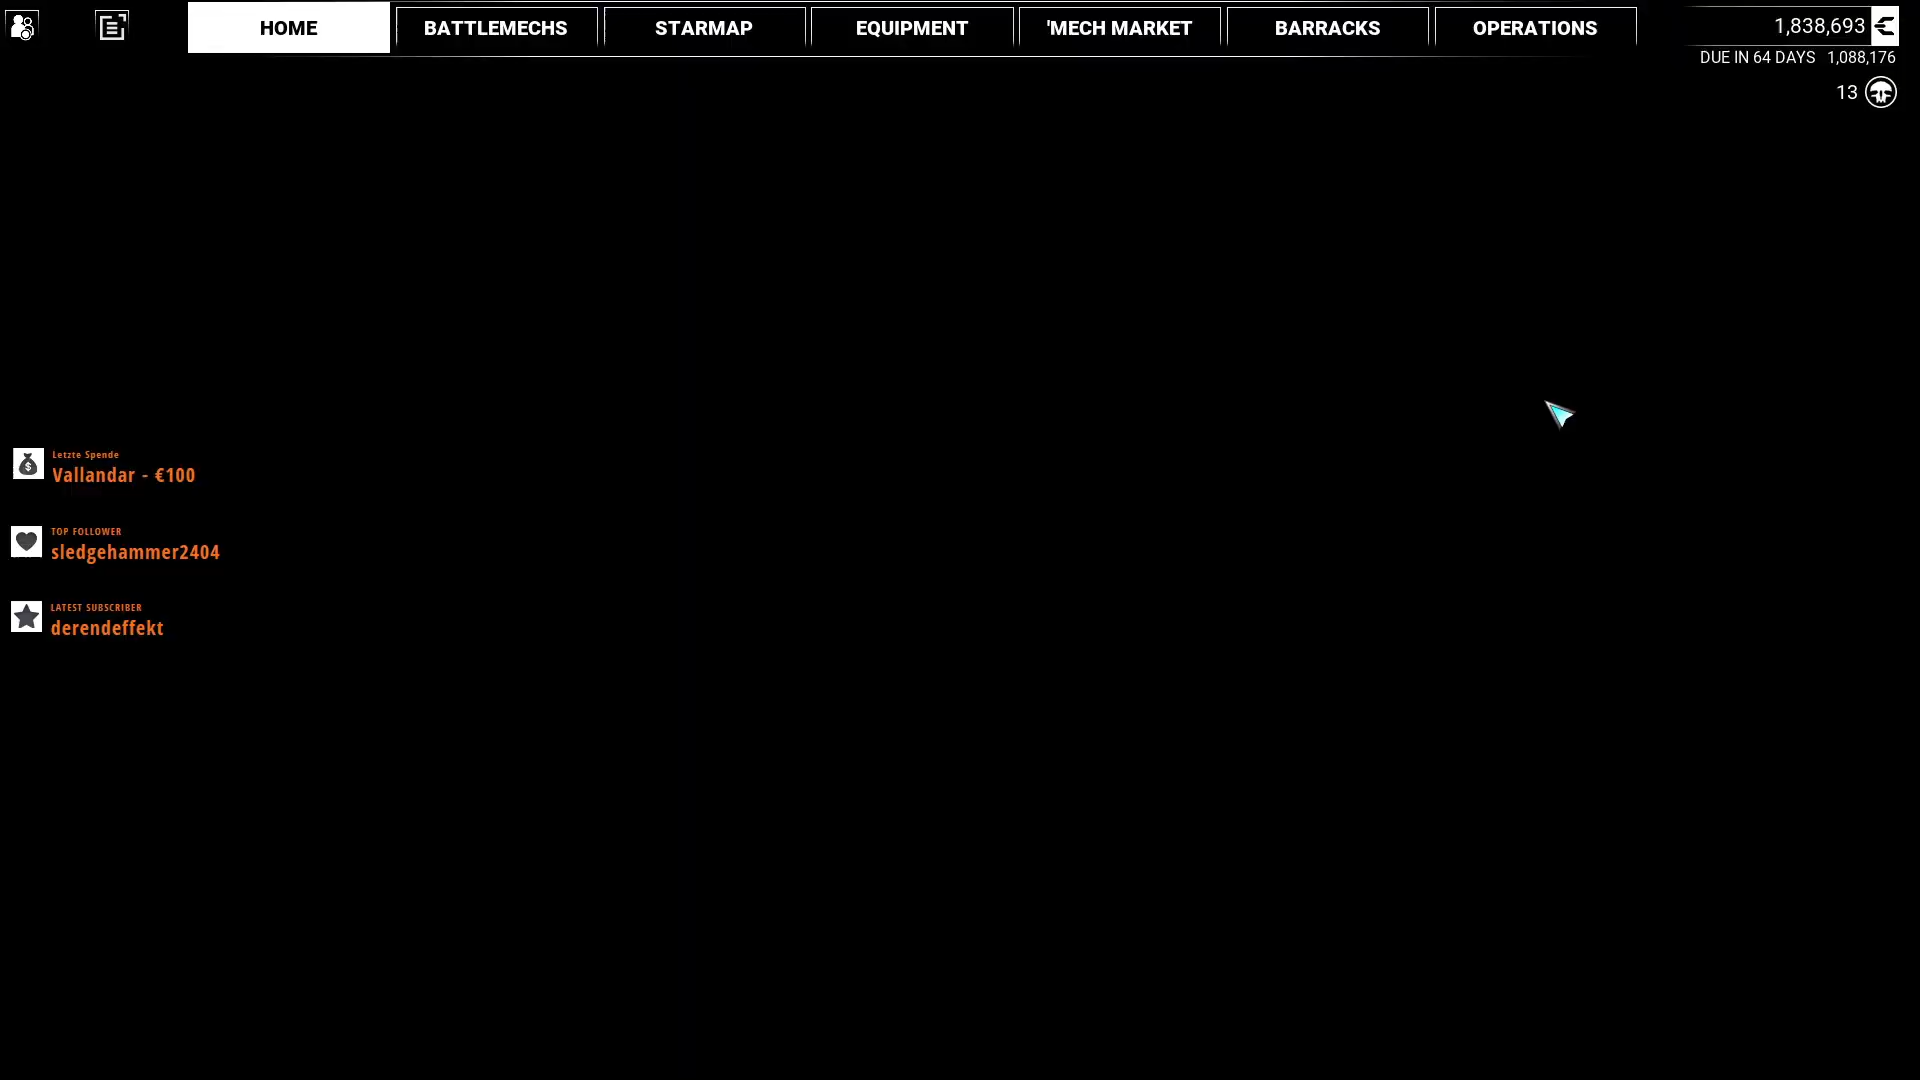 HOME
BATTLEMECHS
STARMAP
EQUIPMENT
'MECH MARKET
BARRACKS
OPERATIONS
1,838,693
DUE IN 64 DAYS 1,088,176
13
Letzte Spende
Vallandar - €100
TOP FOLLOWER
sledgehammer2404
LATEST SUBSCRIBER
derendeffekt